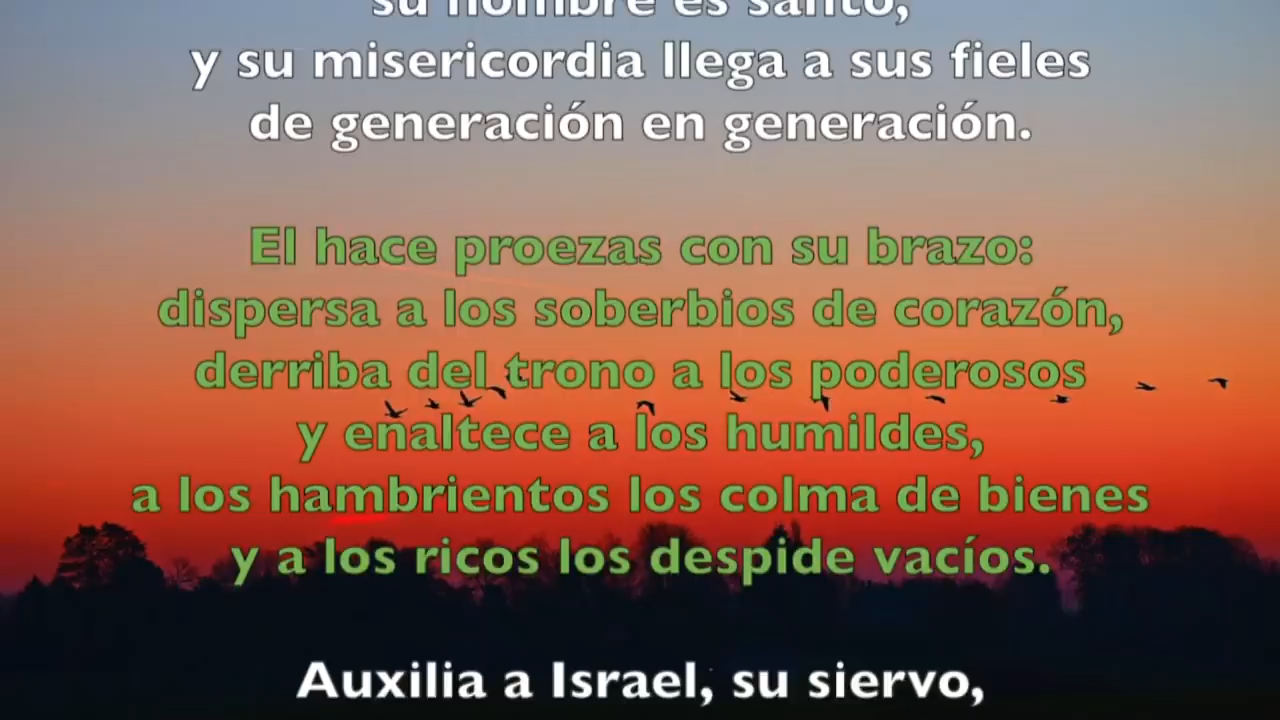 su nombre es santo,
y su misericordia llega a sus fieles
de generación en generación.
El hace proezas con su brazo:
dispersa a los soberbios de corazón,
derriba del trono a los poderosos
y enaltece a los humildes,
a los hambrientos los colma de bienes
y a los ricos los despide vacíos.
Auxilia a Israel, su siervo,